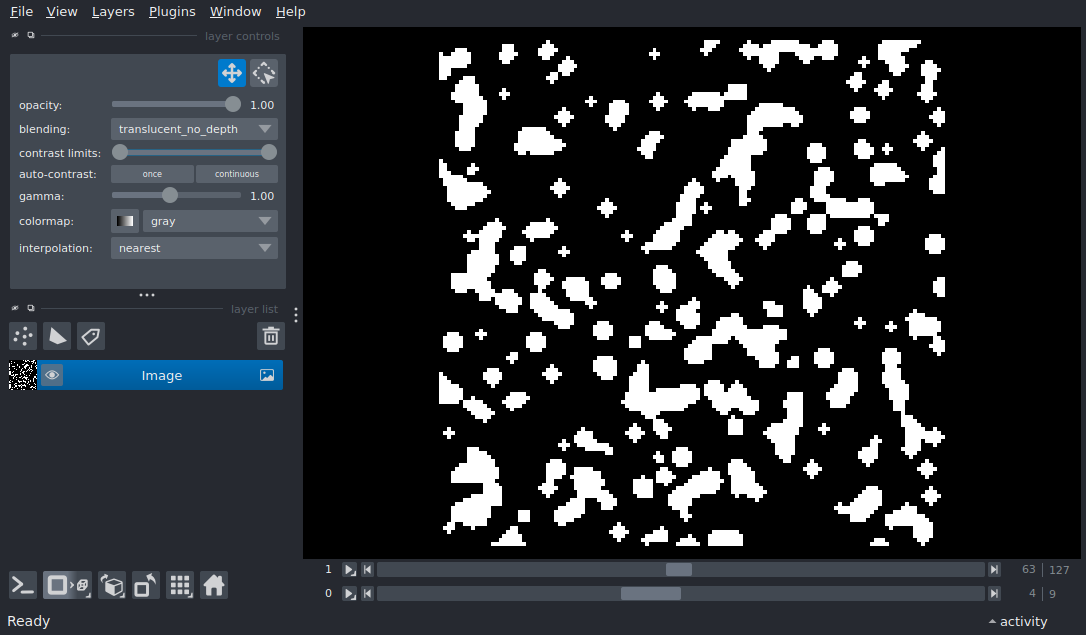 File View Layers Plugins Window Help
layer controls
opacity: 1.00
blending: translucent_no_depth
contrast limits:
auto-contrast: once continuous
gamma: 1.00
colormap: gray
interpolation: nearest
layer list
Image
1 63 127
0 4 9
Ready activity